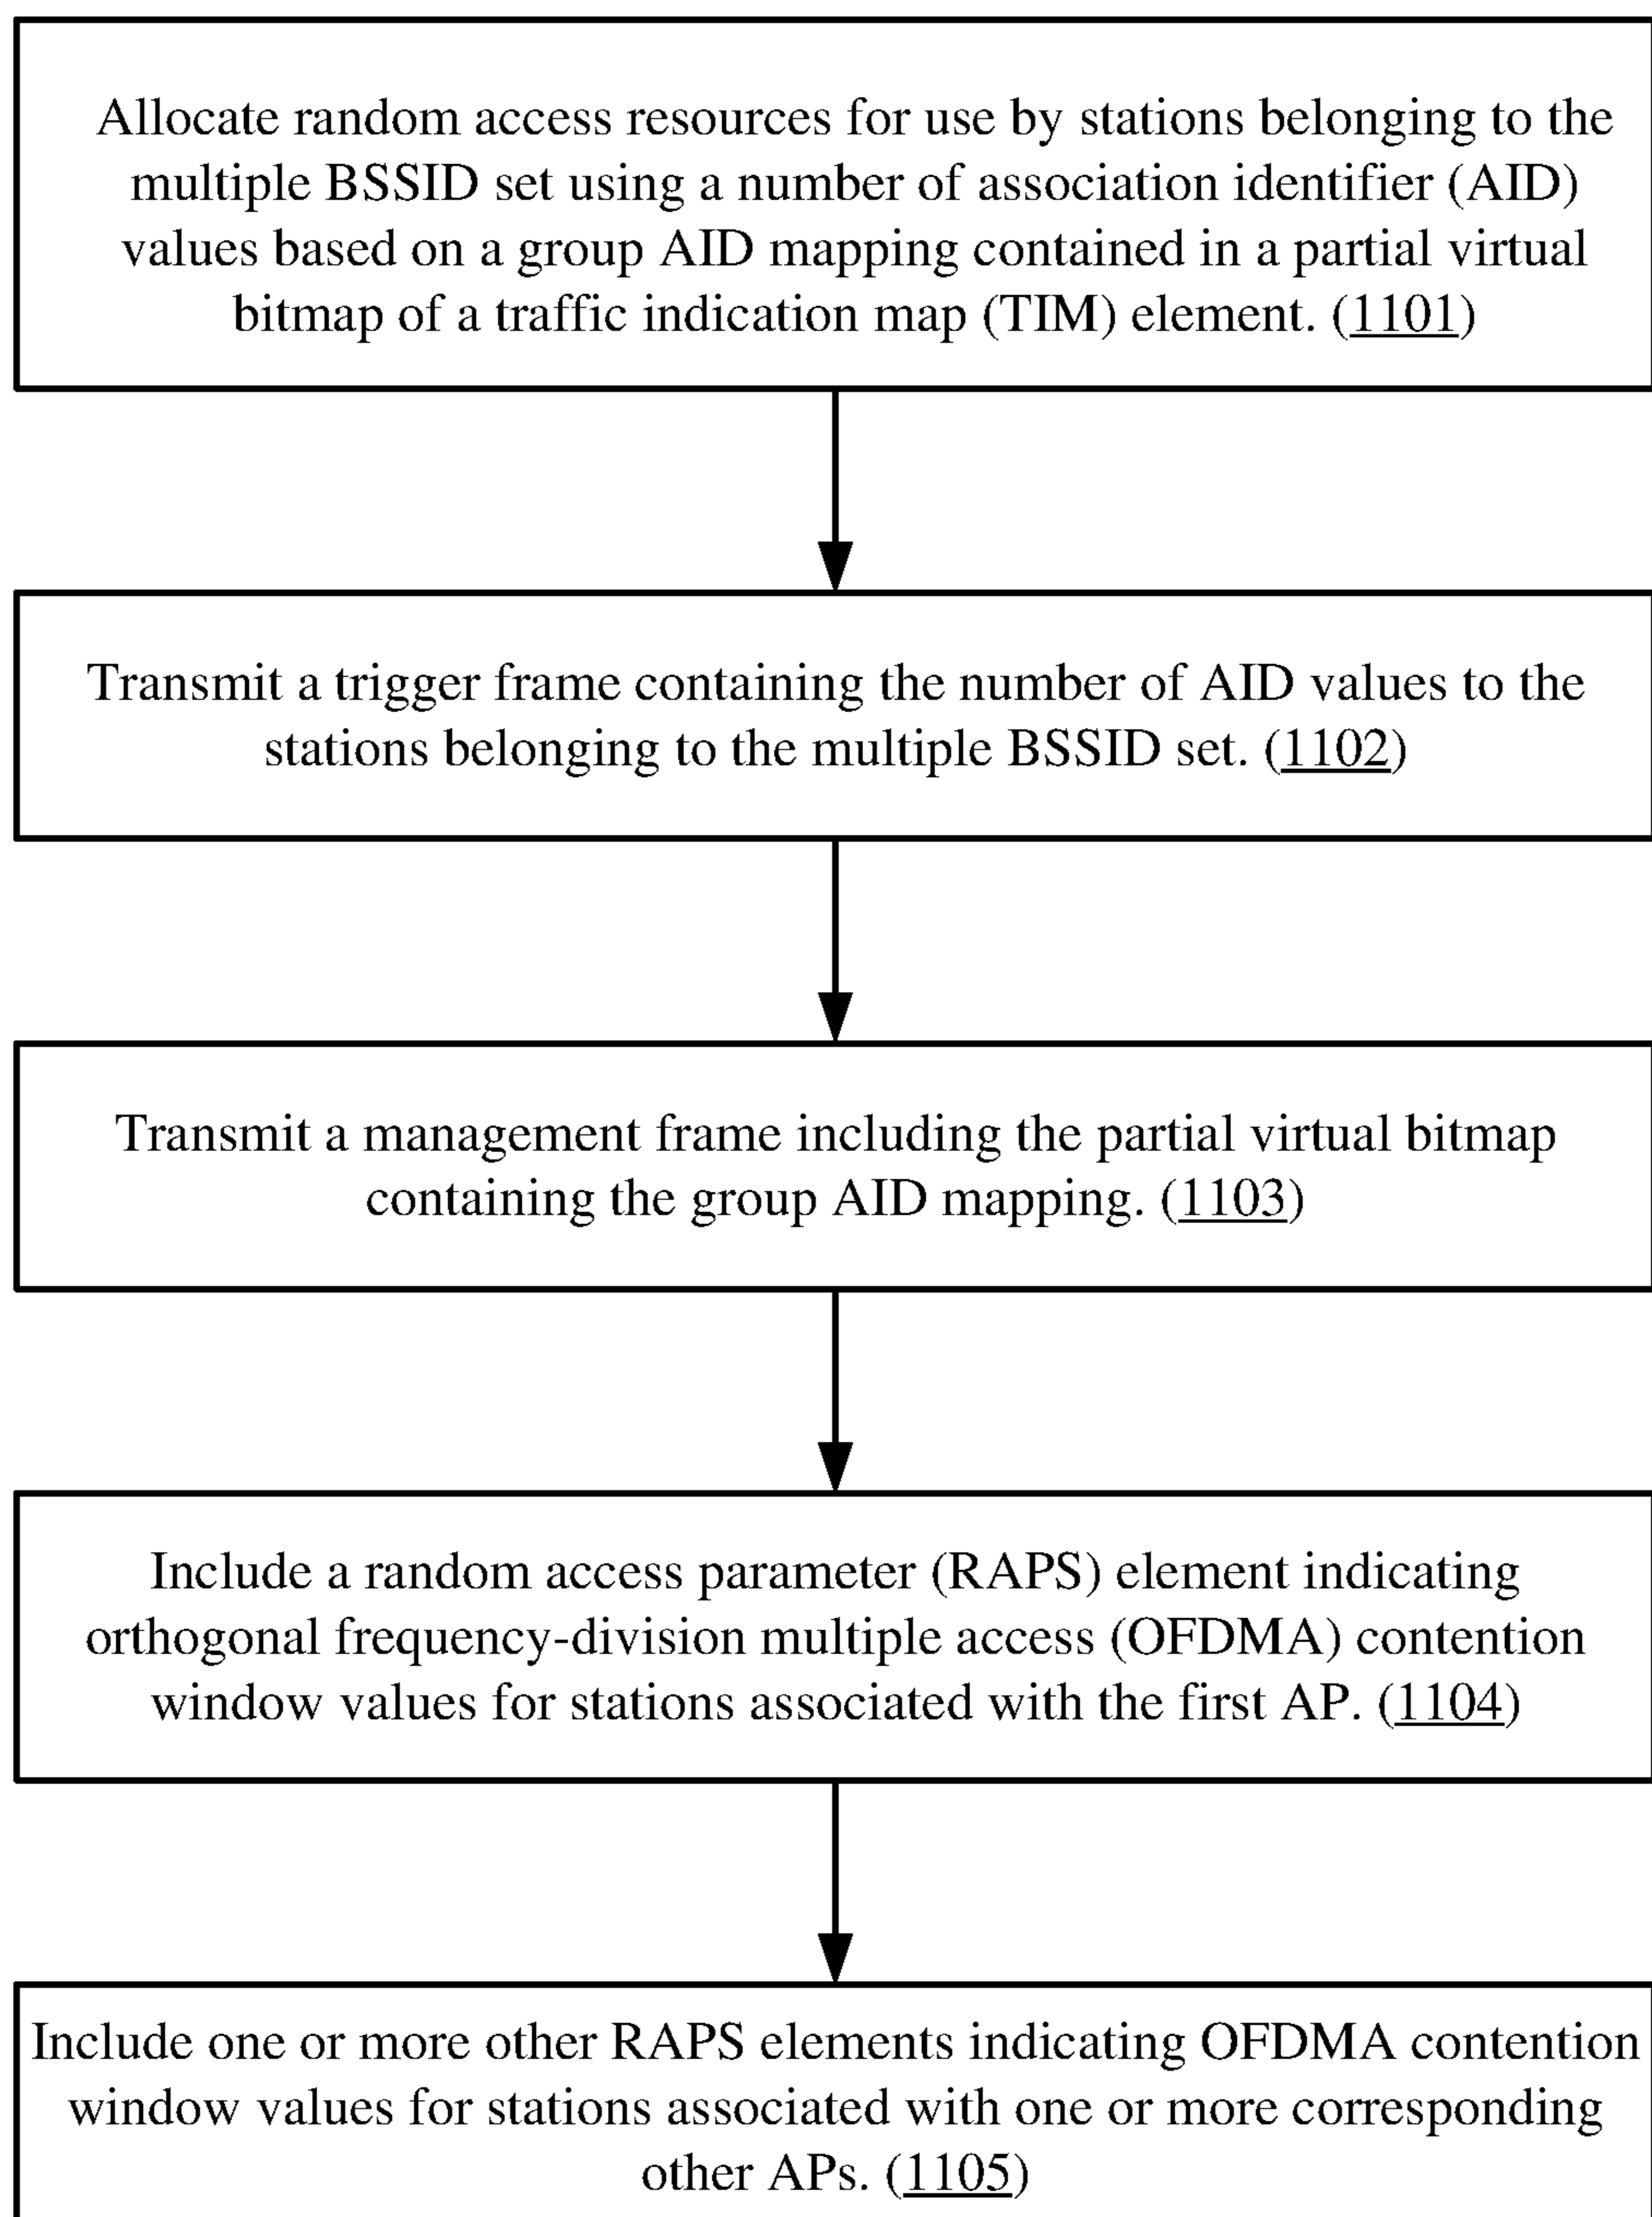 Allocate random access resources for use by stations belonging to the
multiple BSSID set using a number of association identifier (AID)
values based on a group AID mapping contained in a partial virtual
bitmap of a traffic indication map (TIM) element. (1101)
Transmit a trigger frame containing the number of AID values to the
stations belonging to the multiple BSSID set. (1102)
Transmit a management frame including the partial virtual bitmap
containing the group AID mapping. (1103)
Include a random access parameter (RAPS) element indicating
orthogonal frequency-division multiple access (OFDMA) contention
window values for stations associated with the first AP. (1104)
Include one or more other RAPS elements indicating OFDMA contention
window values for stations associated with one or more corresponding
other APs. (1105)